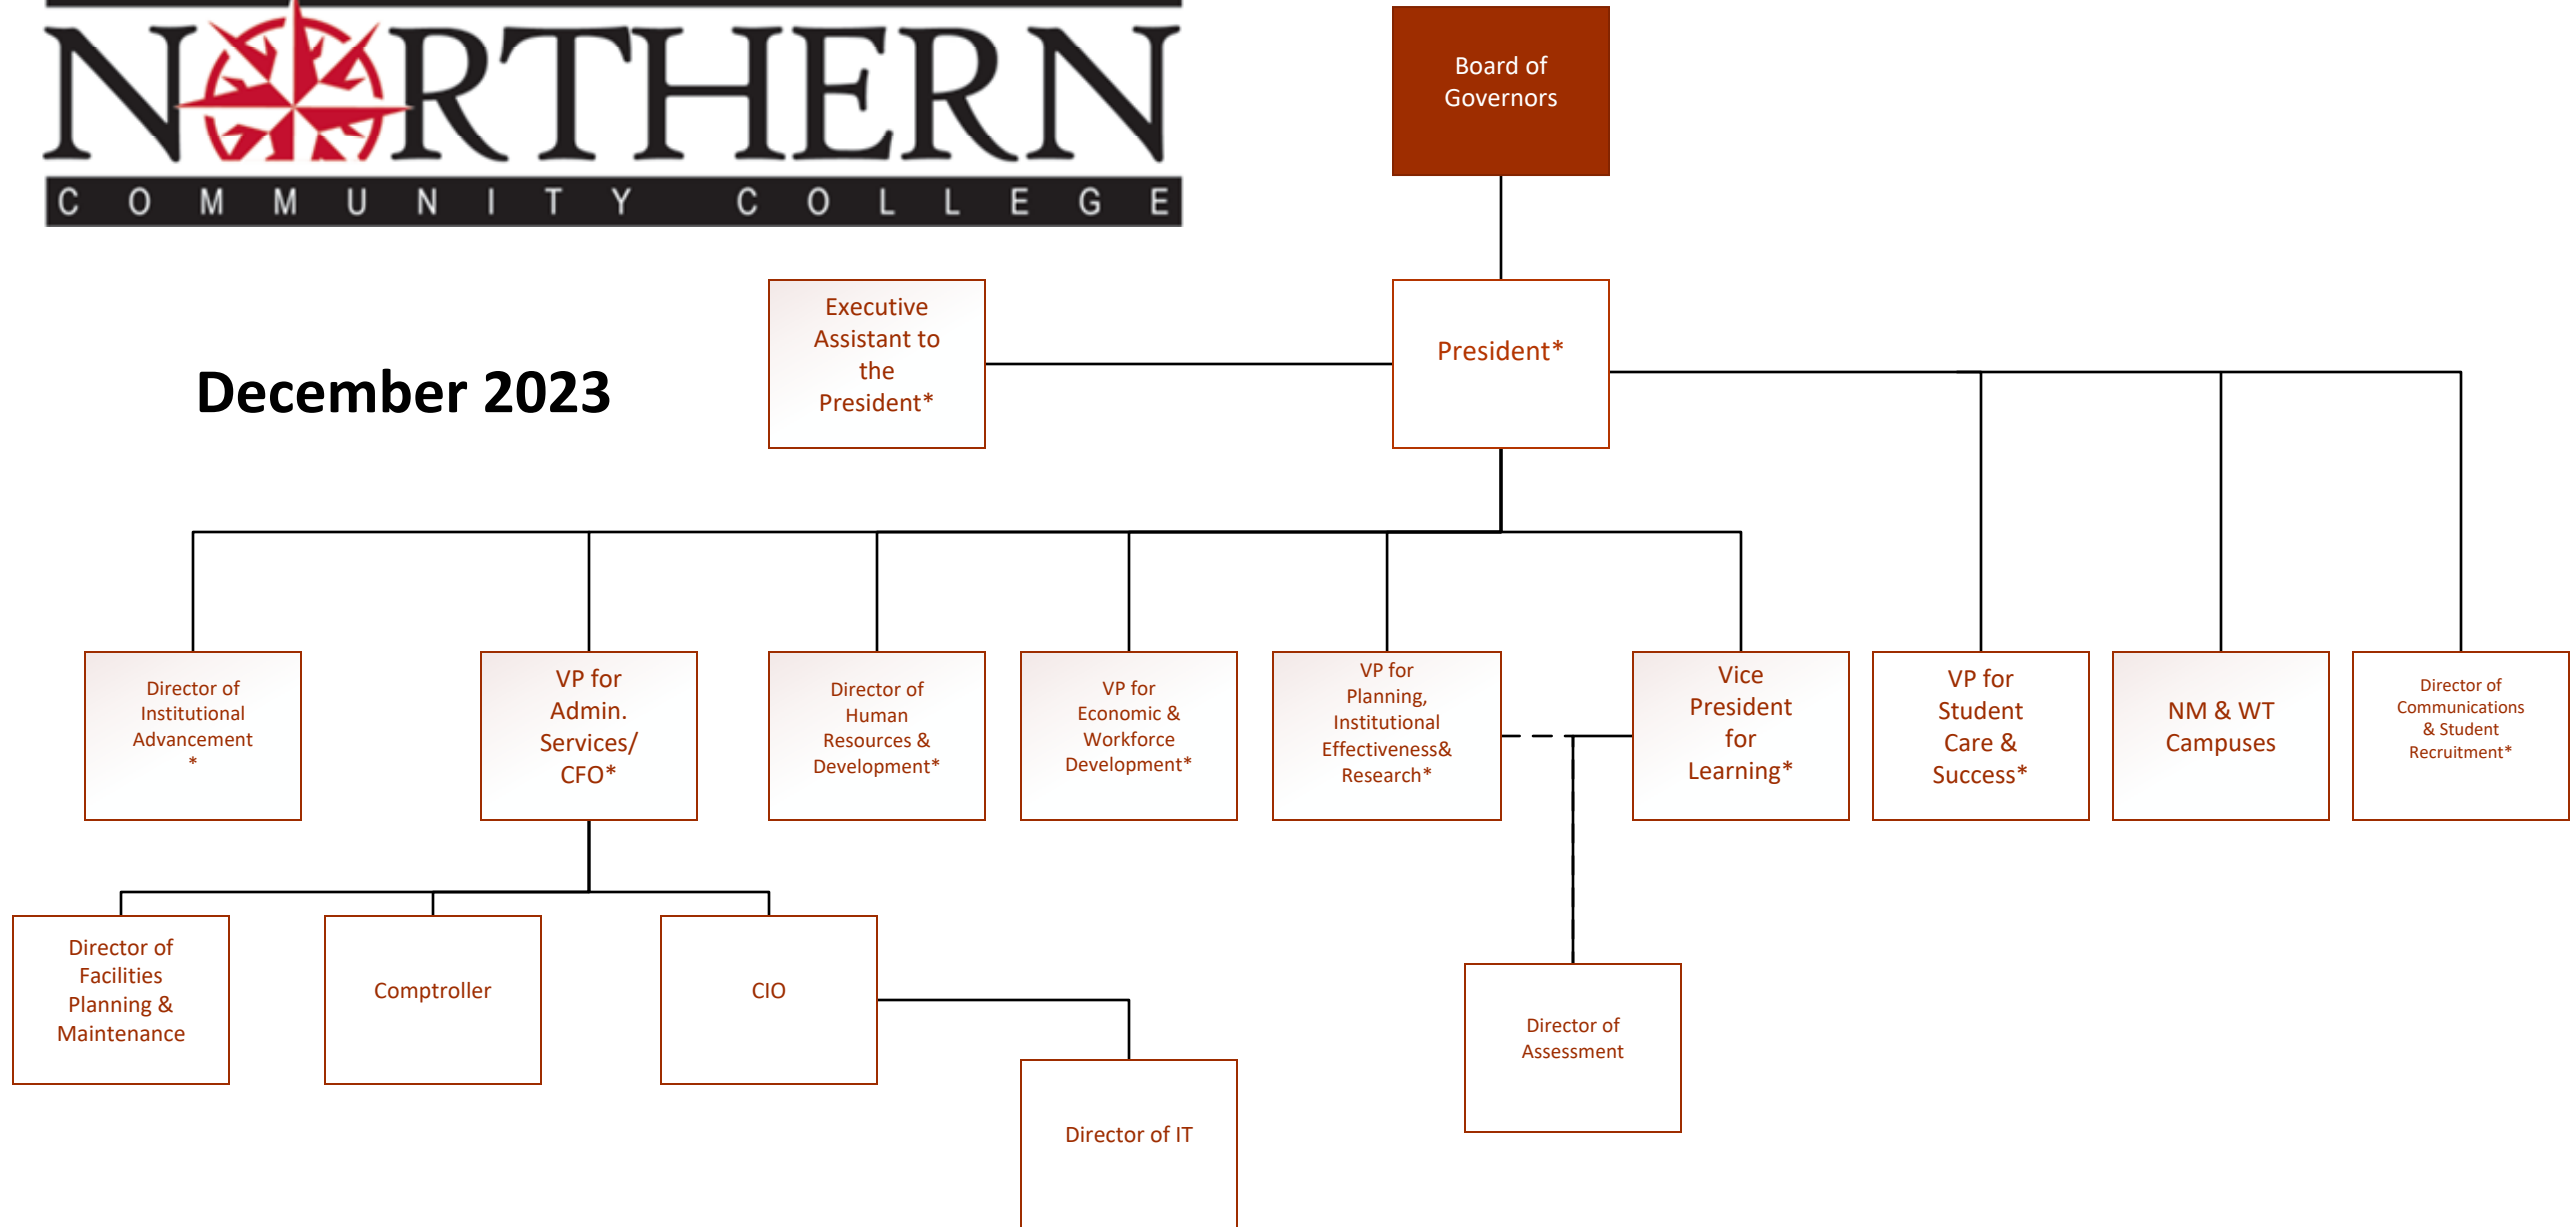 NORTHERN
COMMUNITY COLLEGE
Board of
Governors
Executive
Assistant to
the
President*
President*
December 2023
Director of
Institutional
Advancement
*
VP for
Admin.
Services/
CFO*
Director of
Human
Resources &
Development*
VP for
Economic &
Workforce
Development*
VP for
Planning,
Institutional
Effectiveness&
Research*
Vice
President
for
Learning*
VP for
Student
Care &
Success*
NM & WT
Campuses
Director of
Communications
& Student
Recruitment*
Director of
Facilities
Planning &
Maintenance
Comptroller
CIO
Director of IT
Director of
Assessment